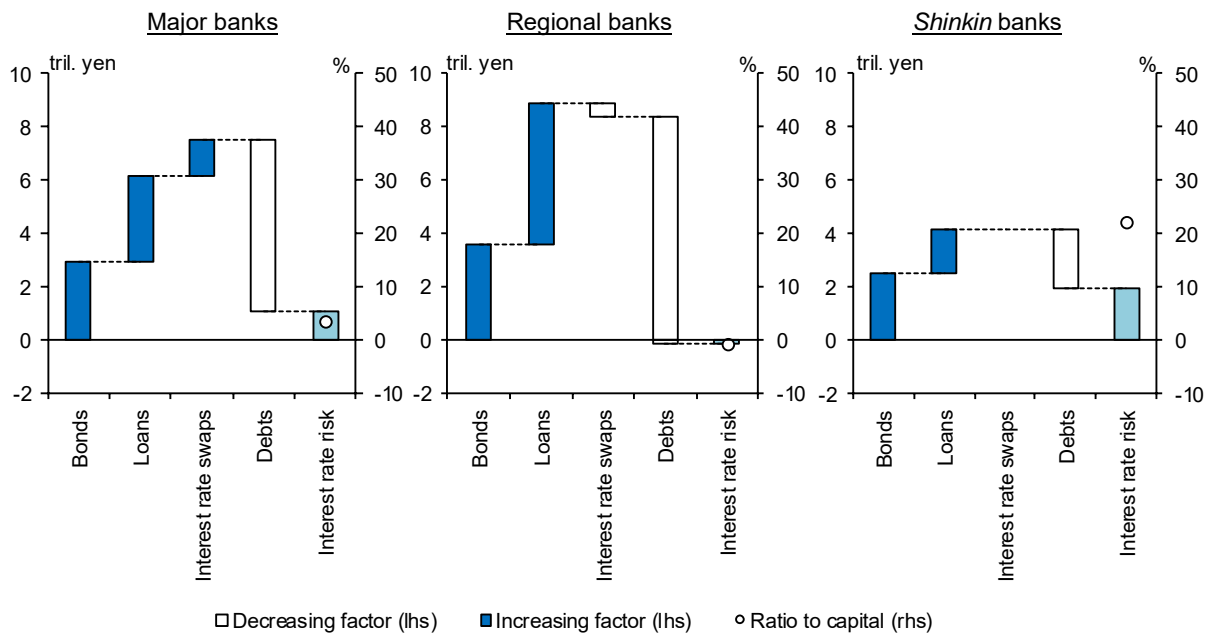 Major banks
Regional banks
Shinkin banks
tril. yen
%
10
8
6
4
2
0
-2
50
40
30
20
10
0
-10
Bonds
Loans
Interest rate swaps
Debts
Interest rate risk
tril. yen
%
10
8
6
4
2
0
-2
50
40
30
20
10
0
-10
Bonds
Loans
Interest rate swaps
Debts
Interest rate risk
tril. yen
%
10
8
6
4
2
0
-2
50
40
30
20
10
0
-10
Bonds
Loans
Interest rate swaps
Debts
Interest rate risk
Decreasing factor (lhs) Increasing factor (lhs) Ratio to capital (rhs)